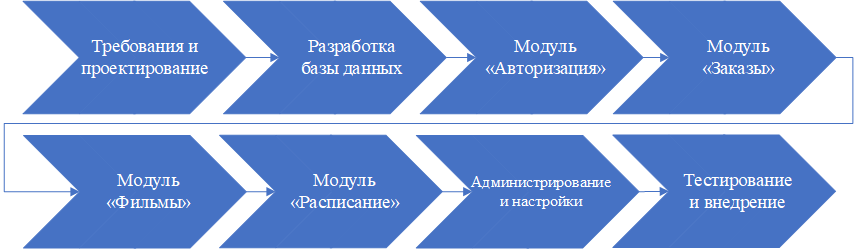 Требования и
проектирование
Разработка
базы данных
Модуль
«Авторизация»
Модуль
«Заказы»
Модуль
«Фильмы»
Модуль
«Расписание»
Администрирование
и настройки
Тестирование
и внедрение